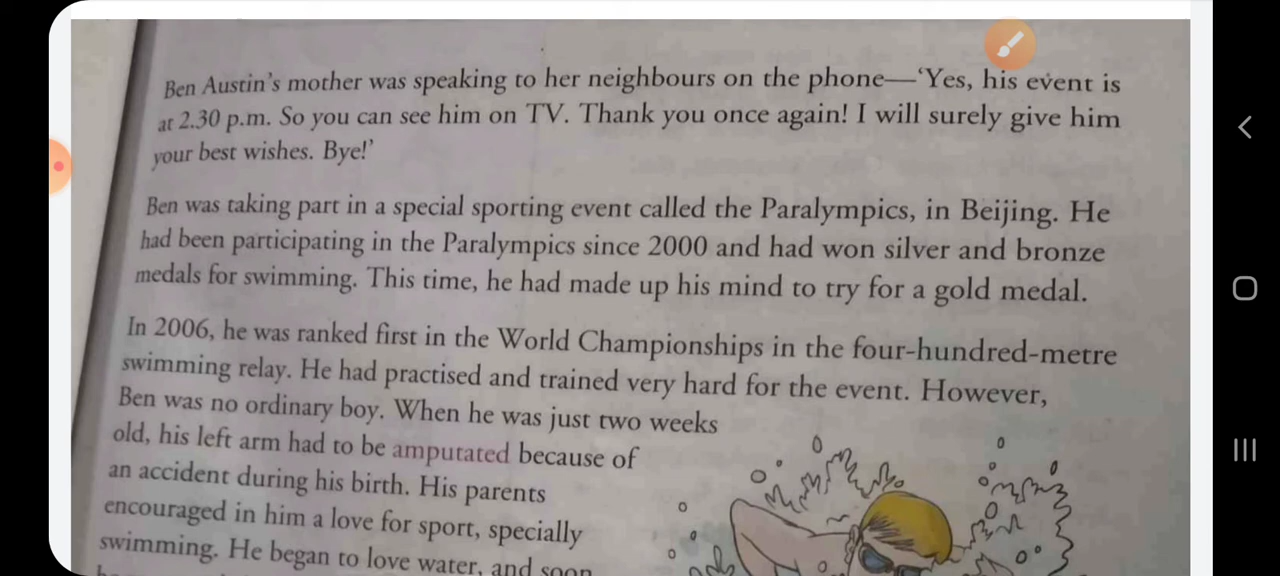 Ben Austin's mother was speaking to her neighbours on the phone—'Yes, his event is
at 2.30 p.m. So you can see him on TV. Thank you once again! I will surely give him
your best wishes. Bye!'
Ben was taking part in a special sporting event called the Paralympics, in Beijing. He
had been participating in the Paralympics since 2000 and had won silver and bronze
medals for swimming. This time, he had made up his mind to try for a gold medal.
In 2006, he was ranked first in the World Championships in the four-hundred-metre
swimming relay. He had practised and trained very hard for the event. However,
Ben was no ordinary boy. When he was just two weeks
old, his left arm had to be amputated because of
an accident during his birth. His parents
encouraged in him a love for sport, specially
swimming. He began to love water, and soon